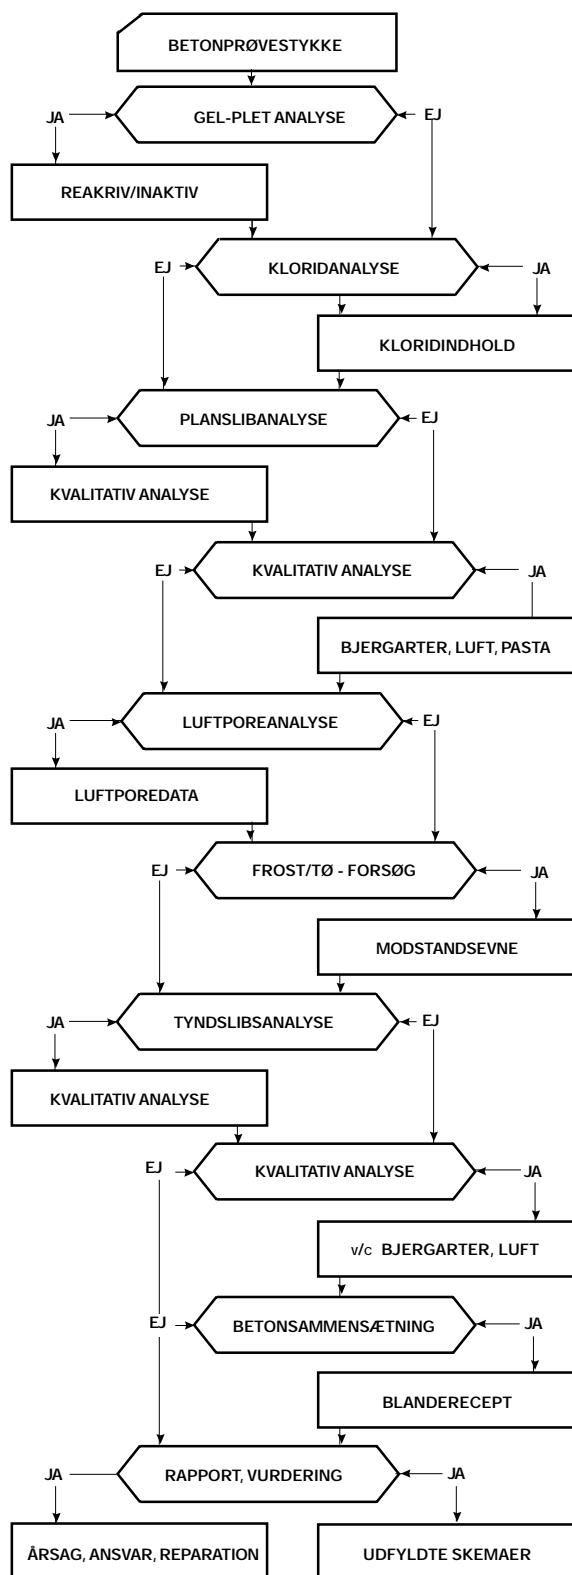 BETONPRØVESTYKKE
JA
GEL-PLET ANALYSE
EJ
REAKRIV/INAKTIV
EJ
KLORIDANALYSE
JA
KLORIDINDHOLD
JA
PLANSLIBANALYSE
EJ
KVALITATIV ANALYSE
EJ
KVALITATIV ANALYSE
JA
BJERGARTER, LUFT, PASTA
JA
LUFTPOREANALYSE
EJ
LUFTPOREDATA
EJ
FROST/TØ - FORSØG
JA
MODSTANDSEVNE
JA
TYNDSLIBSANALYSE
EJ
KVALITATIV ANALYSE
EJ
KVALITATIV ANALYSE
JA
v/c BJERGARTER, LUFT
EJ
BETONSAMMENSÆTNING
JA
BLANDERECEPT
JA
RAPPORT, VURDERING
JA
ÅRSAG, ANSVAR, REPARATION
UDFYLDTE SKEMAER